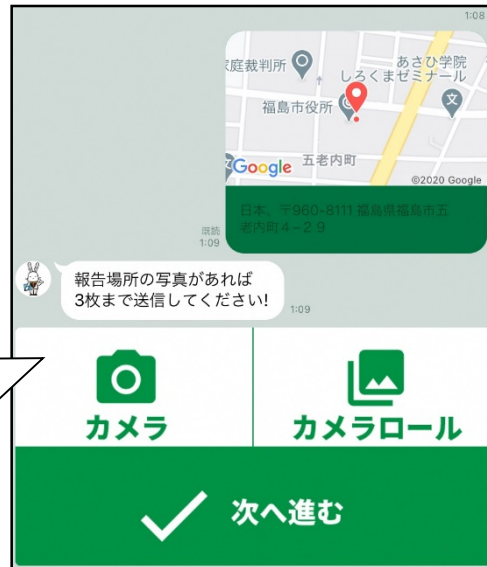 1:08
家庭裁判所
あさひ学院
しろくまゼミナール
福島市役所
文
五老内町
Google
©2020 Google
日本、〒960-8111 福島県福島市五
老内町4−29
既読
1:09
報告場所の写真があれば
3枚まで送信してください!
1:09
カメラ
カメラロール
次へ進む